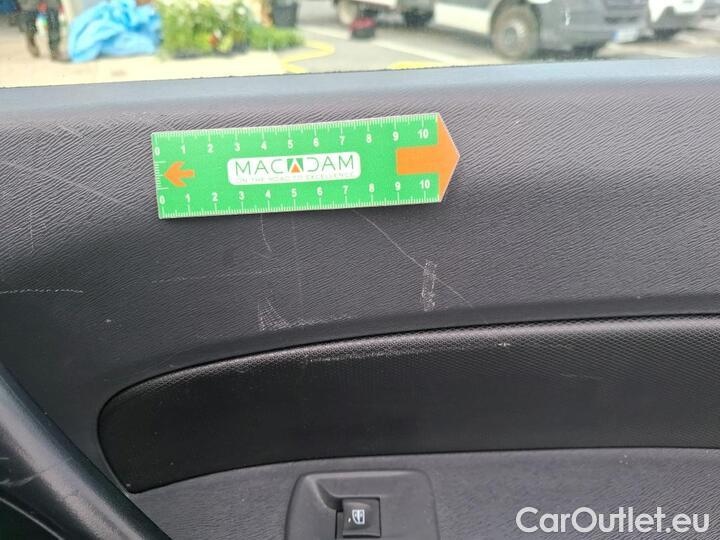 0 1 2 3 4 5 6 7 8 9 10
MACADAM
ON THE ROAD TO EXCELLENCE
0 1 2 3 4 5 6 7 8 9 10
CarOutlet.eu